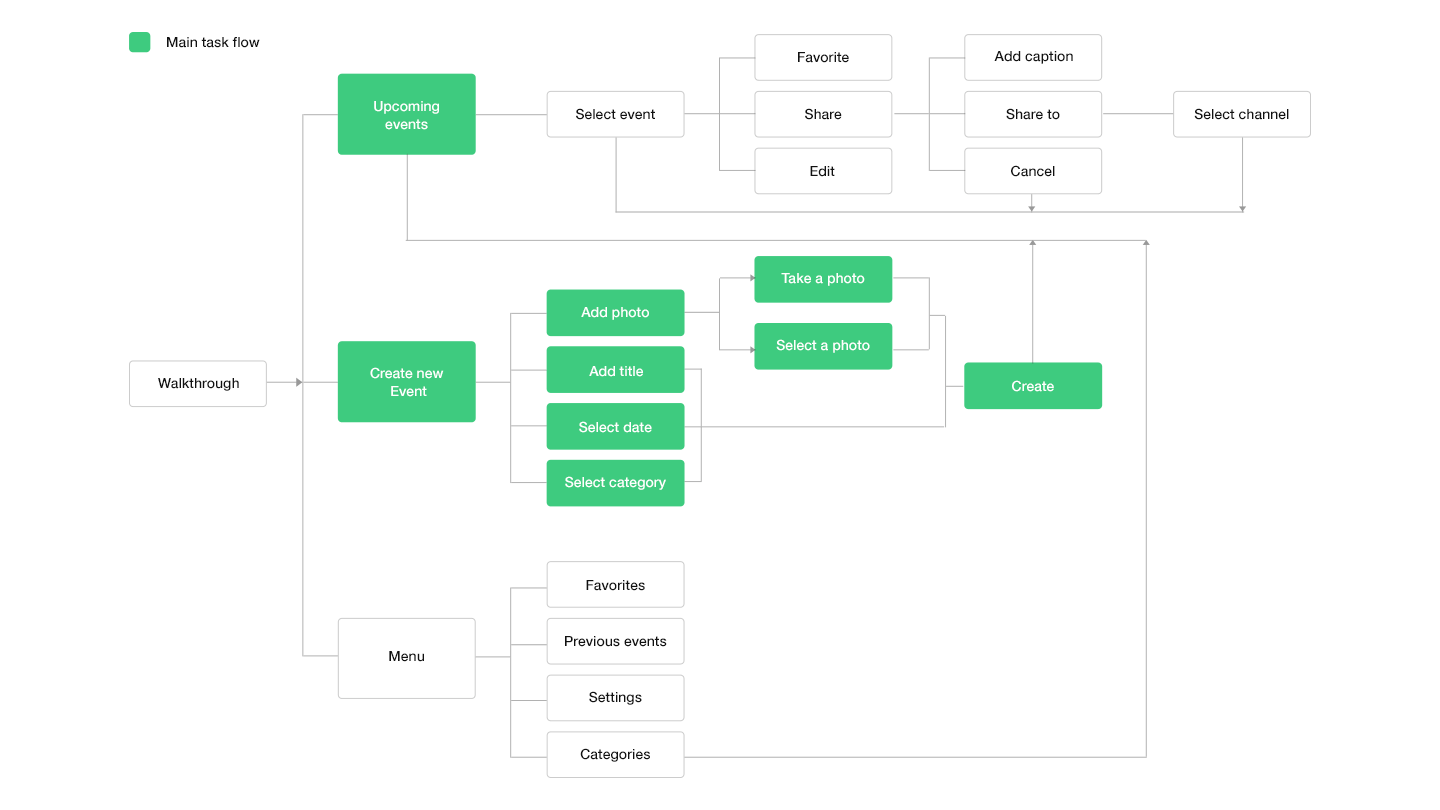 Main task flow
Upcoming
events
Select event
Favorite
Share
Edit
Add caption
Share to
Cancel
Select channel
Walkthrough
Create new
Event
Add photo
Add title
Select date
Select category
Take a photo
Select a photo
Create
Menu
Favorites
Previous events
Settings
Categories